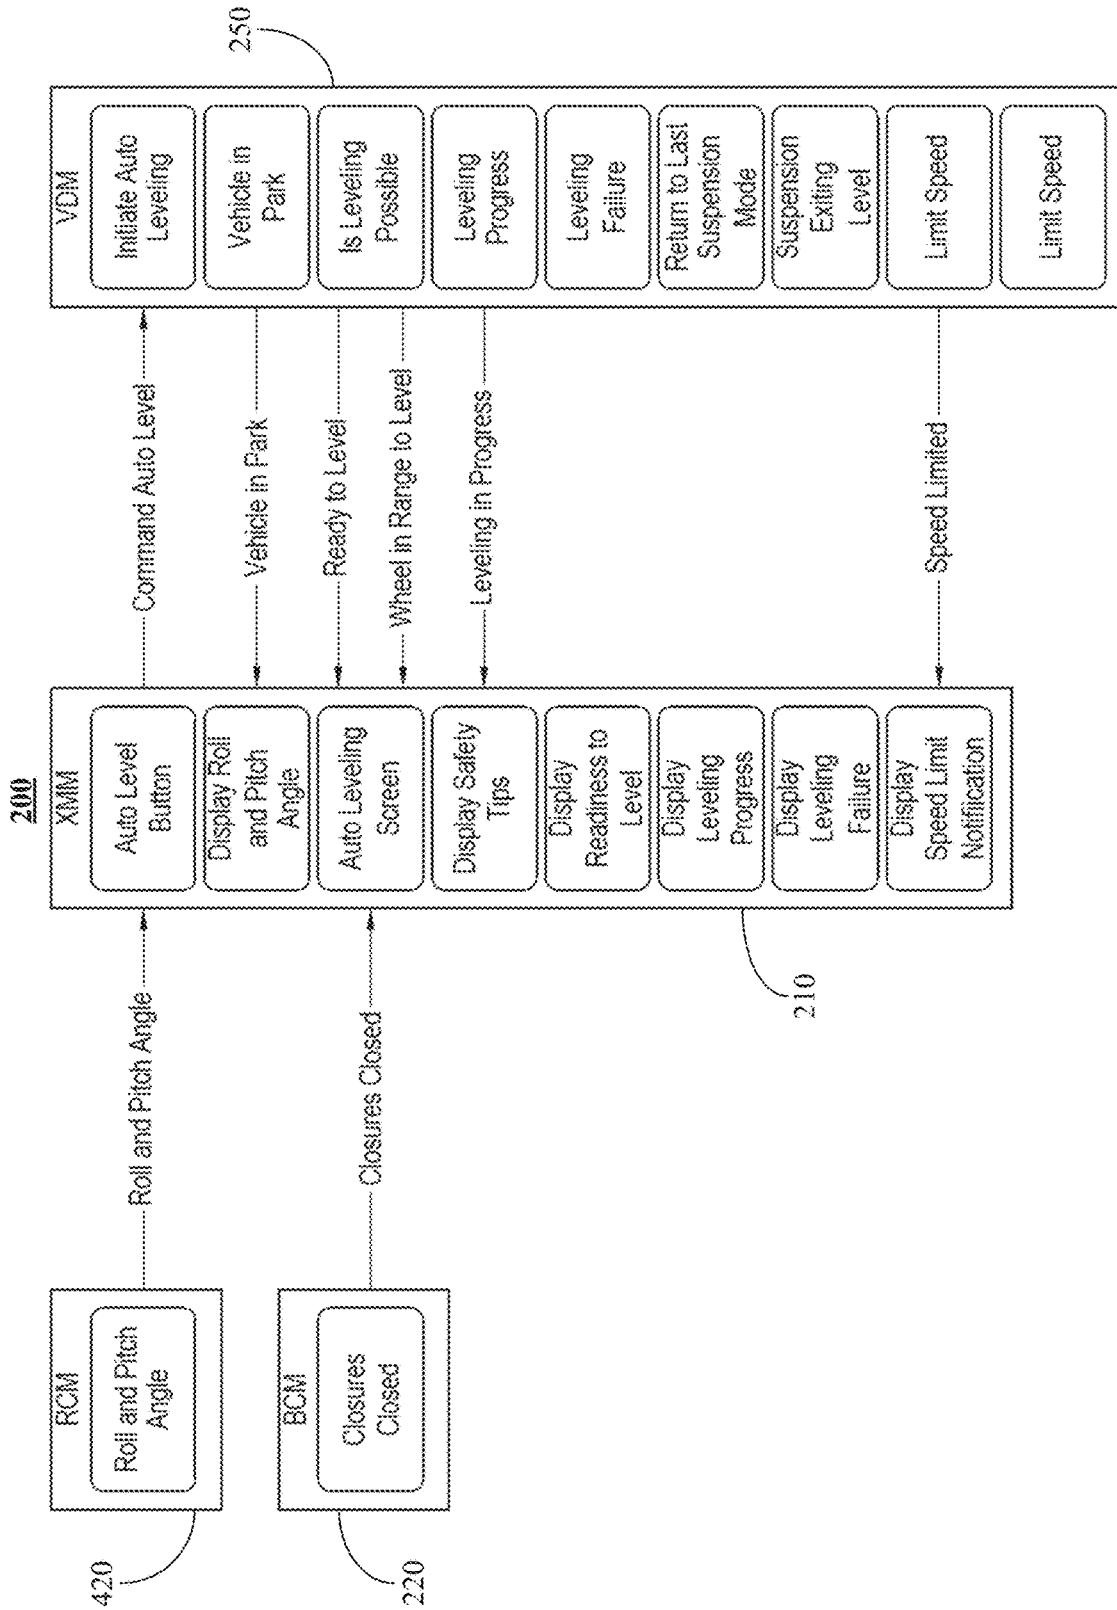 200
RCM
Roll and Pitch
Angle
420
BCM
Closures
Closed
220
Roll and Pitch Angle
Closures Closed
XMM
Auto Level
Button
Display Roll
and Pitch
Angle
Auto Leveling
Screen
Display Safety
Tips
Display
Readiness to
Level
Display
Leveling
Progress
Display
Leveling
Failure
Display
Speed Limit
Notification
210
Command Auto Level
Vehicle in Park
Ready to Level
Wheel in Range to Level
Leveling in Progress
Speed Limited
VDM
Initiate Auto
Leveling
Vehicle in
Park
Is Leveling
Possible
Leveling
Progress
Leveling
Failure
Return to Last
Suspension
Mode
Suspension
Exiting
Level
Limit Speed
Limit Speed
250